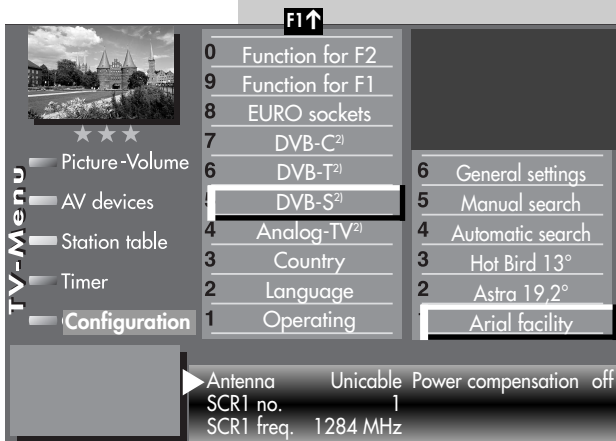 F1↑
TV-Menu
Picture-Volume
AV devices
Station table
Timer
Configuration
0 Function for F2
9 Function for F1
8 EURO sockets
7 DVB-C2)
6 DVB-T2)
5 DVB-S2)
4 Analog-TV2)
3 Country
2 Language
1 Operating
6 General settings
5 Manual search
4 Automatic search
3 Hot Bird 13°
2 Astra 19,2°
Arial facility
Antenna Unicable Power compensation off
SCR1 no. 1
SCR1 freq. 1284 MHz